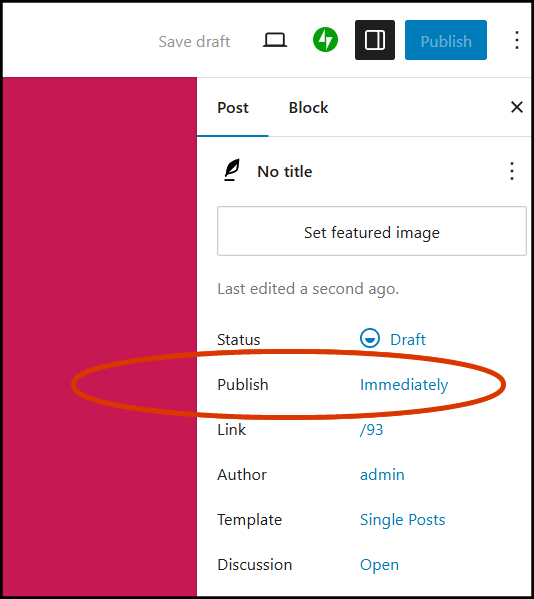 Save draft Publish
Post Block
No title
Set featured image
Last edited a second ago.
Status Draft
Publish Immediately
Link /93
Author admin
Template Single Posts
Discussion Open